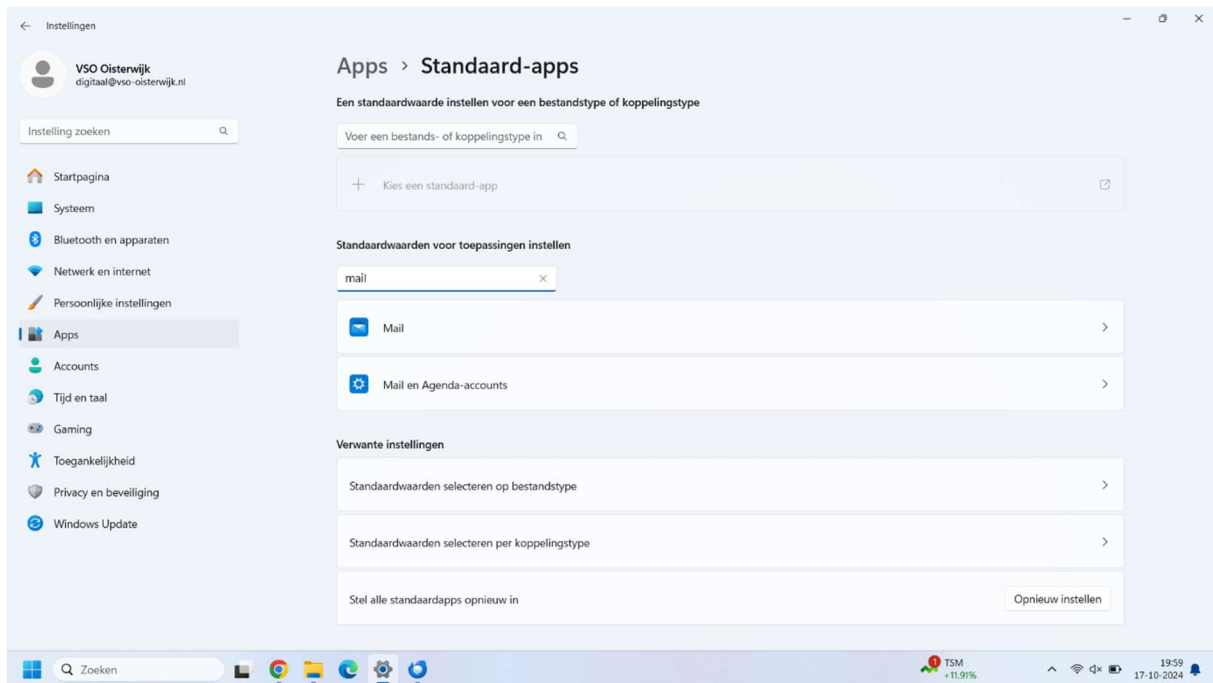 Instellingen
VSO Oisterwijk
digitaal@vso-oisterwijk.nl
Instelling zoeken
Startpagina
Systeem
Bluetooth en apparaten
Netwerk en internet
Persoonlijke instellingen
Apps
Accounts
Tijd en taal
Gaming
Toegankelijkheid
Privacy en beveiliging
Windows Update
Apps > Standaard-apps
Een standaardwaarde instellen voor een bestandstype of koppelingstype
Voer een bestands- of koppelingstype in
Kies een standaard-app
Standaardwaarden voor toepassingen instellen
mail
Mail
Mail en Agenda-accounts
Verwante instellingen
Standaardwaarden selecteren op bestandstype
Standaardwaarden selecteren per koppelingstype
Stel alle standaardapps opnieuw in
Opnieuw instellen
Zoeken
1
TSM
+11.91%
19:59
17-10-2024